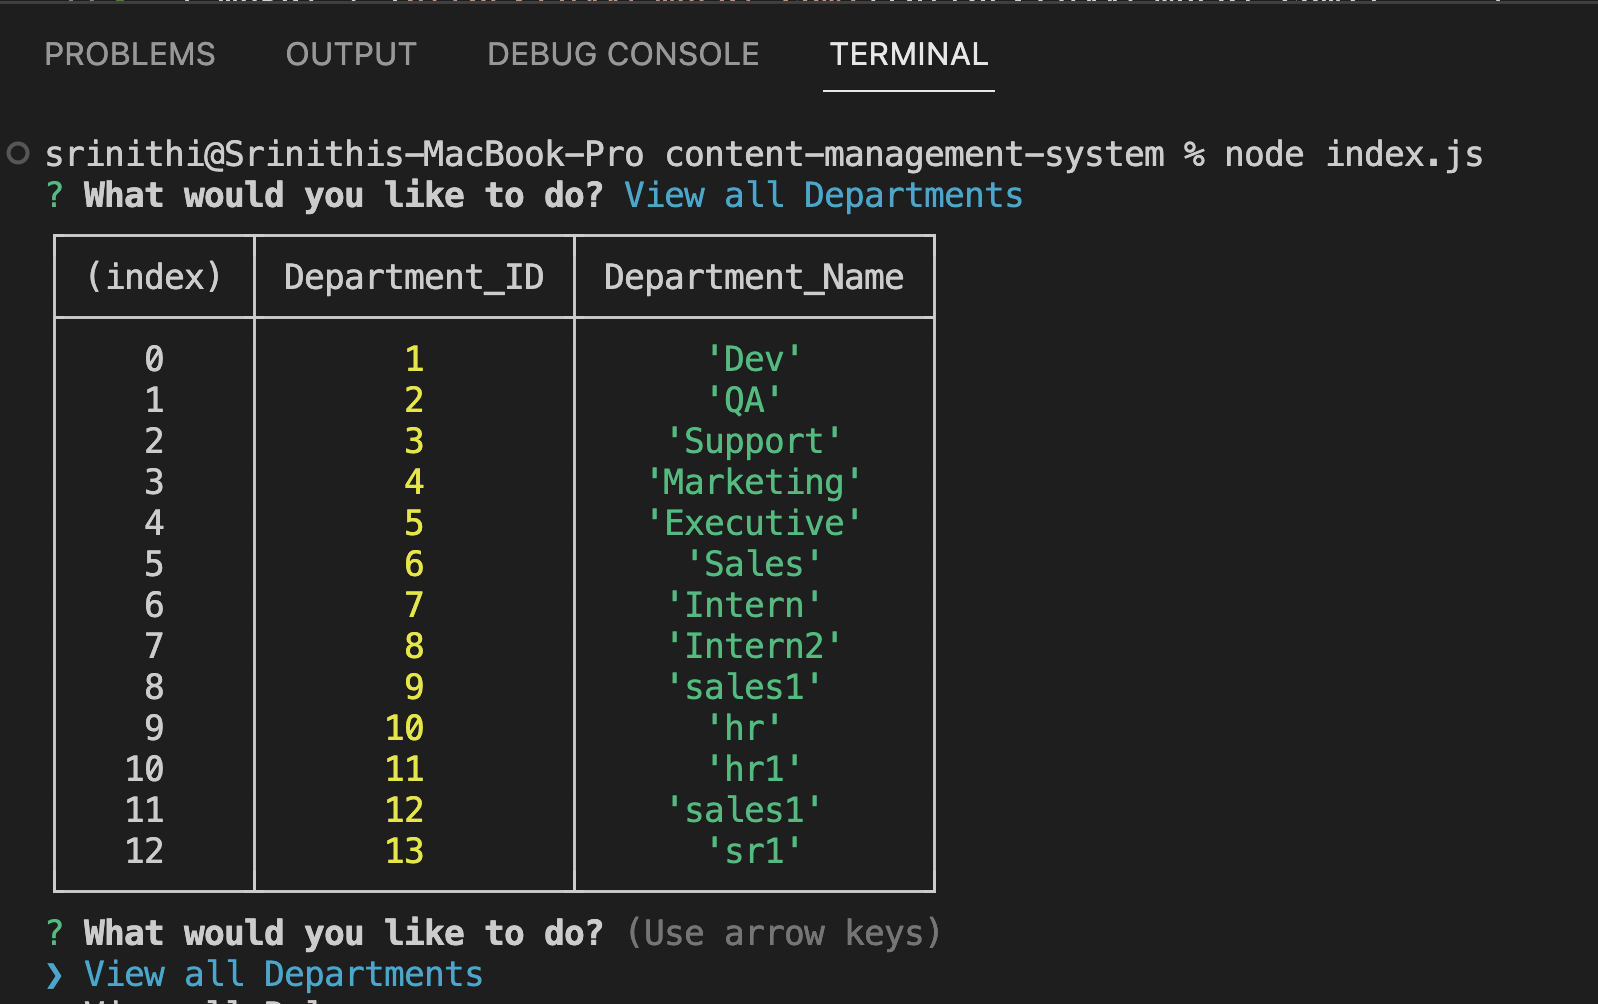 PROBLEMS OUTPUT DEBUG CONSOLE TERMINAL
srinithi@Srinithis-MacBook-Pro content-management-system % node index.js
? What would you like to do? View all Departments
(index) Department_ID Department_Name
0 1 'Dev'
1 2 'QA'
2 3 'Support'
3 4 'Marketing'
4 5 'Executive'
5 6 'Sales'
6 7 'Intern'
7 8 'Intern2'
8 9 'sales1'
9 10 'hr'
10 11 'hr1'
11 12 'sales1'
12 13 'sr1'
? What would you like to do? (Use arrow keys)
❯ View all Departments